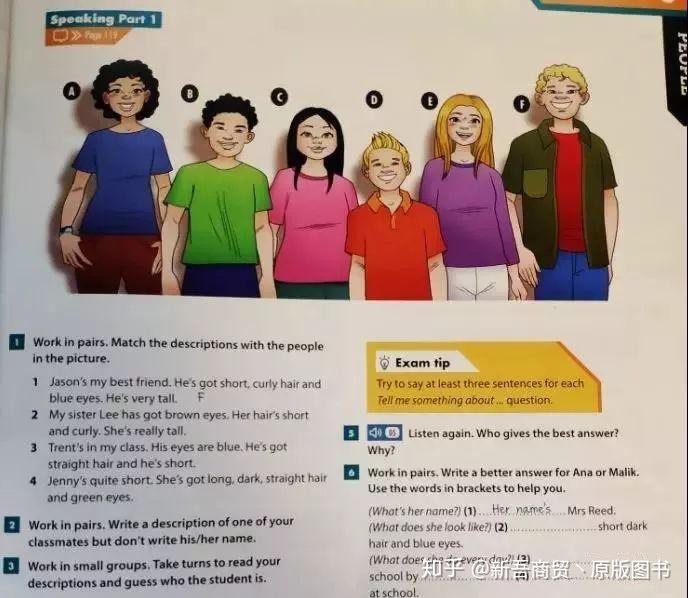 Speaking Part 1
Page 119
PEOPLE
A
B
C
D
E
F
1 Work in pairs. Match the descriptions with the people
in the picture.
1 Jason's my best friend. He's got short, curly hair and
blue eyes. He's very tall. F
2 My sister Lee has got brown eyes. Her hair's short
and curly. She's really tall.
3 Trent's in my class. His eyes are blue. He's got
straight hair and he's short.
4 Jenny's quite short. She's got long, dark, straight hair
and green eyes.
2 Work in pairs. Write a description of one of your
classmates but don't write his/her name.
3 Work in small groups. Take turns to read your
descriptions and guess who the student is.
Exam tip
Try to say at least three sentences for each
Tell me something about ... question.
5 Listen again. Who gives the best answer?
Why?
6 Work in pairs. Write a better answer for Ana or Malik.
Use the words in brackets to help you.
(What's her name?) (1) ....Her name's.... Mrs Reed.
(What does she look like?) (2) .................... short dark
hair and blue eyes.
(What does she do every day?) (3)
school by (4)
at school.
知乎 @新吾商贸丶原版图书